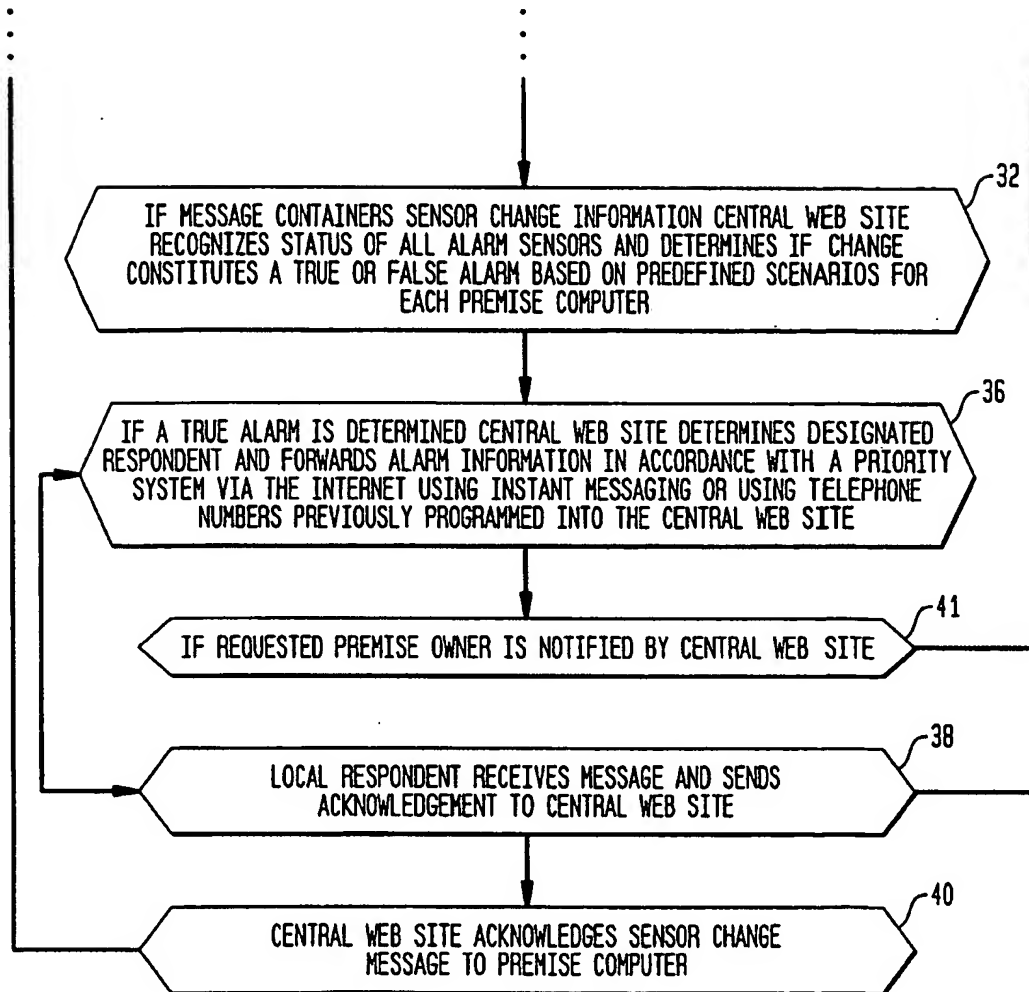 32
IF MESSAGE CONTAINERS SENSOR CHANGE INFORMATION CENTRAL WEB SITE
RECOGNIZES STATUS OF ALL ALARM SENSORS AND DETERMINES IF CHANGE
CONSTITUTES A TRUE OR FALSE ALARM BASED ON PREDEFINED SCENARIOS FOR
EACH PREMISE COMPUTER
36
IF A TRUE ALARM IS DETERMINED CENTRAL WEB SITE DETERMINES DESIGNATED
RESPONDENT AND FORWARDS ALARM INFORMATION IN ACCORDANCE WITH A PRIORITY
SYSTEM VIA THE INTERNET USING INSTANT MESSAGING OR USING TELEPHONE
NUMBERS PREVIOUSLY PROGRAMMED INTO THE CENTRAL WEB SITE
41
IF REQUESTED PREMISE OWNER IS NOTIFIED BY CENTRAL WEB SITE
38
LOCAL RESPONDENT RECEIVES MESSAGE AND SENDS
ACKNOWLEDGEMENT TO CENTRAL WEB SITE
40
CENTRAL WEB SITE ACKNOWLEDGES SENSOR CHANGE
MESSAGE TO PREMISE COMPUTER